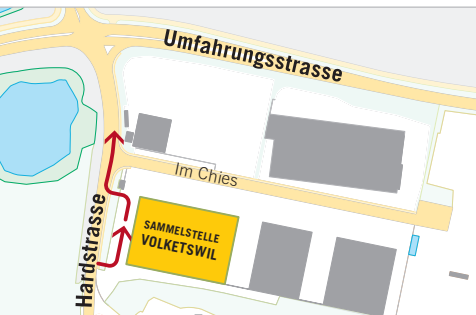 Umfahrungsstrasse
Im Chies
Hardstrasse
SAMMELSTELLE
VOLKETSWIL